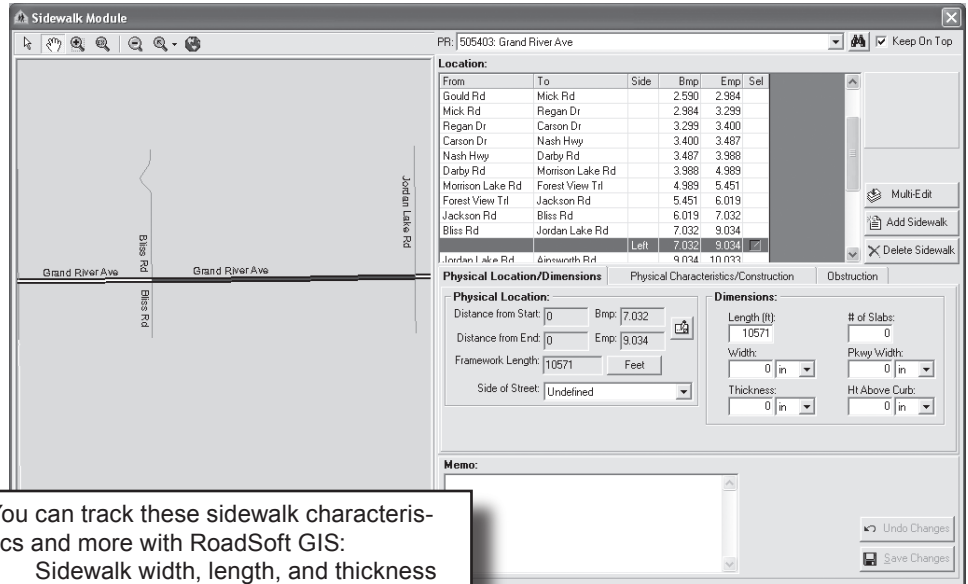 Sidewalk Module
PR: 505403: Grand River Ave
Keep On Top
Location:
From To Side Bmp Emp Sel
Gould Rd Mick Rd 2.590 2.984
Mick Rd Regan Dr 2.984 3.299
Regan Dr Carson Dr 3.299 3.400
Carson Dr Nash Hwy 3.400 3.487
Nash Hwy Darby Rd 3.487 3.988
Darby Rd Morrison Lake Rd 3.988 4.989
Morrison Lake Rd Forest View Trl 4.989 5.451
Forest View Trl Jackson Rd 5.451 6.019
Jackson Rd Bliss Rd 6.019 7.032
Bliss Rd Jordan Lake Rd 7.032 9.034
Left 7.032 9.034
Jordan Lake Rd Ainsworth Rd 9.034 10.033
Multi-Edit
Add Sidewalk
Delete Sidewalk
Jordan Lake Rd
Bliss Rd
Grand River Ave
Grand River Ave
Bliss Rd
Physical Location/Dimensions Physical Characteristics/Construction Obstruction
Physical Location:
Distance from Start: 0 Bmp: 7.032
Distance from End: 0 Emp: 9.034
Framework Length: 10571 Feet
Side of Street: Undefined
Dimensions:
Length (ft): # of Slabs:
10571 0
Width: Pkwy Width:
0 in 0 in
Thickness: Ht Above Curb:
0 in 0 in
Memo:
Undo Changes
Save Changes
You can track these sidewalk characteris-
cs and more with RoadSoft GIS:
Sidewalk width, length, and thickness